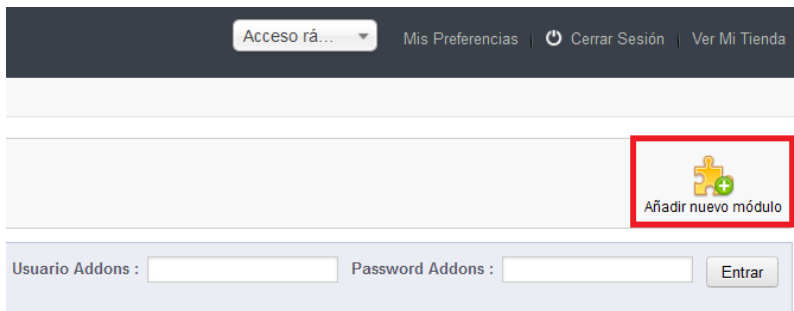 Acceso rá... Mis Preferencias Cerrar Sesión Ver Mi Tienda
Añadir nuevo módulo
Usuario Addons : Password Addons : Entrar